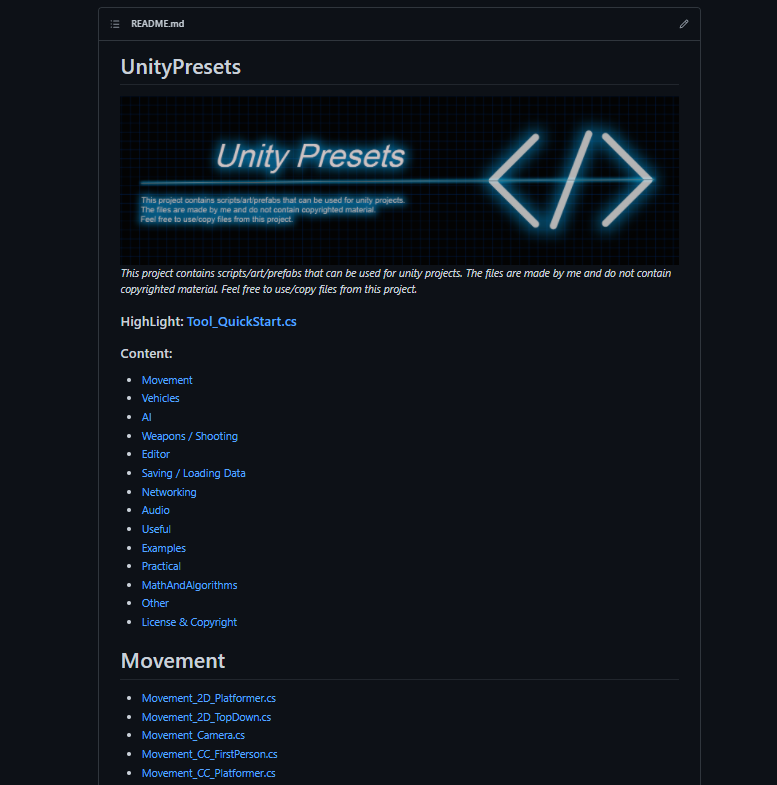 README.md
UnityPresets
Unity Presets
This project contains scripts/art/prefabs that can be used for unity projects.
The files are made by me and do not contain copyrighted material.
Feel free to use/copy files from this project.
This project contains scripts/art/prefabs that can be used for unity projects. The files are made by me and do not contain
copyrighted material. Feel free to use/copy files from this project.
HighLight: Tool_QuickStart.cs
Content:
Movement
Vehicles
AI
Weapons / Shooting
Editor
Saving / Loading Data
Networking
Audio
Useful
Examples
Practical
MathAndAlgorithms
Other
License & Copyright
Movement
Movement_2D_Platformer.cs
Movement_2D_TopDown.cs
Movement_Camera.cs
Movement_CC_FirstPerson.cs
Movement_CC_Platformer.cs